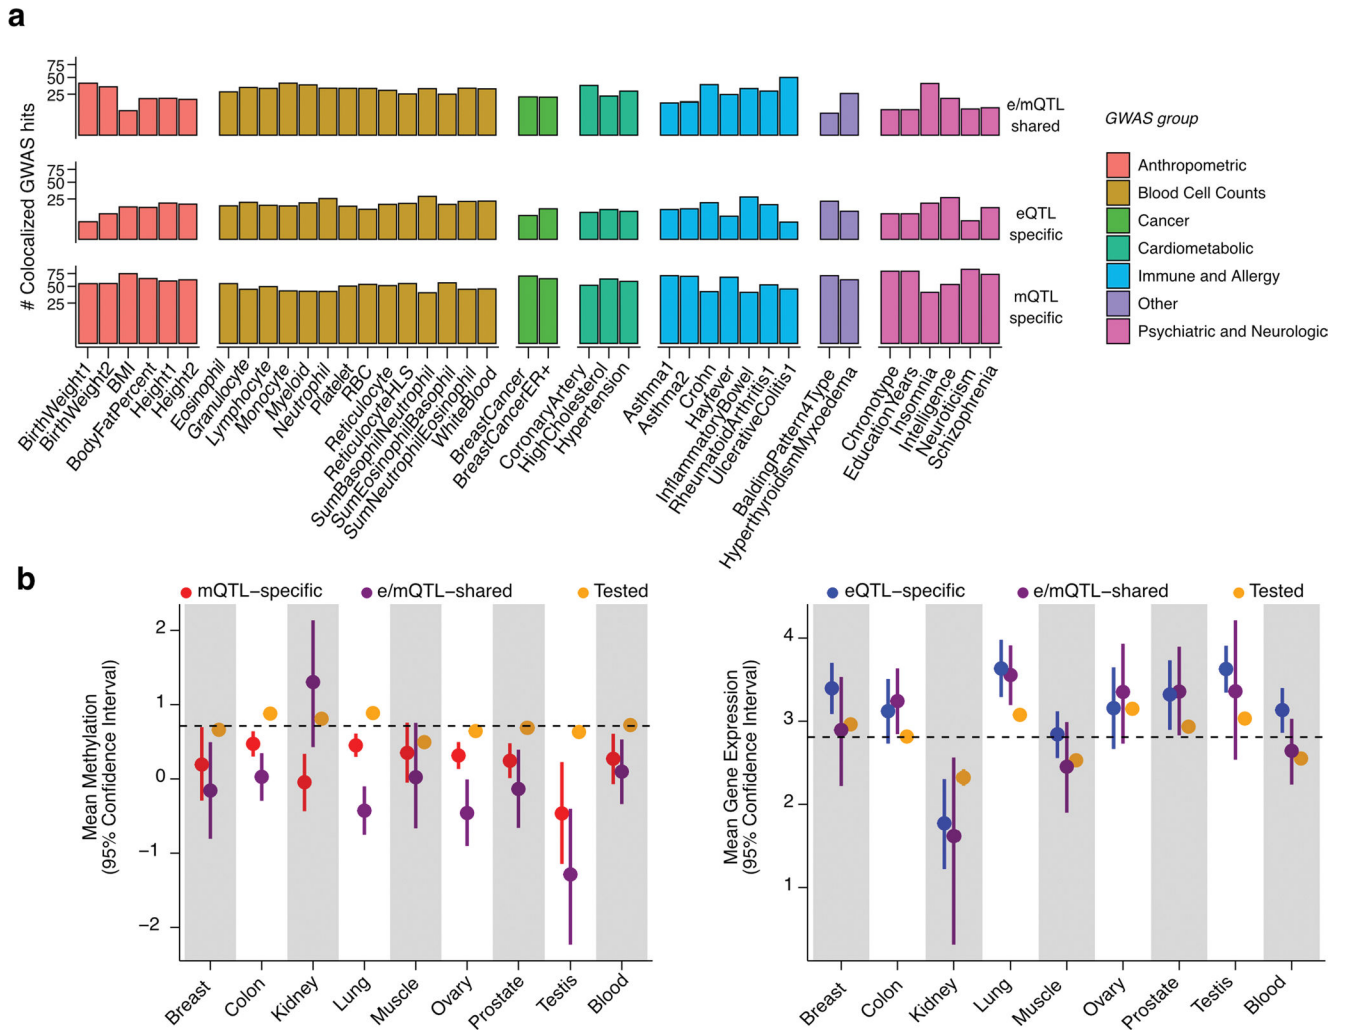 a
# Colocalized GWAS hits
75
50
25
e/mQTL
shared
75
50
25
eQTL
specific
75
50
25
mQTL
specific
BirthWeight1
BirthWeight2
BMI
BodyFatPercent
Height1
Height2
Eosinophil
Granulocyte
Lymphocyte
Monocyte
Myeloid
Neutrophil
Platelet
RBC
Reticulocyte
ReticulocyteHLS
SumBasophilNeutrophil
SumEosinophilBasophil
SumNeutrophilEosinophil
WhiteBlood
BreastCancer
BreastCancerER+
CoronaryArtery
HighCholesterol
Hypertension
Asthma1
Asthma2
Crohn
Hayfever
InflammatoryBowel
RheumatoidArthritis1
UlcerativeColitis1
BaldingPattern4Type
HyperthyroidismMyxoedema
Chronotype
EducationYears
Insomnia
Intelligence
Neuroticism
Schizophrenia
GWAS group
Anthropometric
Blood Cell Counts
Cancer
Cardiometabolic
Immune and Allergy
Other
Psychiatric and Neurologic
b
mQTL−specific
e/mQTL−shared
Tested
Mean Methylation
(95% Confidence Interval)
2
1
0
−1
−2
Breast
Colon
Kidney
Lung
Muscle
Ovary
Prostate
Testis
Blood
eQTL−specific
e/mQTL−shared
Tested
Mean Gene Expression
(95% Confidence Interval)
4
3
2
1
Breast
Colon
Kidney
Lung
Muscle
Ovary
Prostate
Testis
Blood